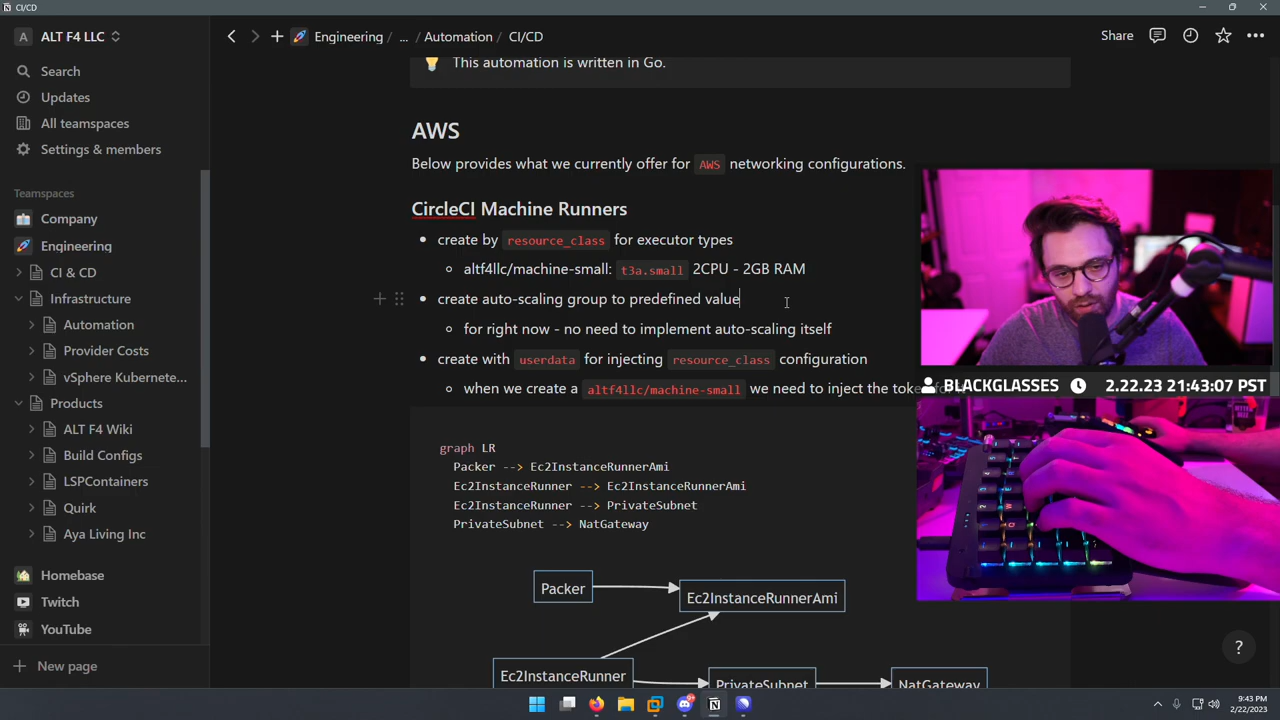 CI/CD
A ALT F4 LLC
Engineering / ... / Automation / CI/CD
Share
Search
Updates
All teamspaces
Settings & members
Teamspaces
Company
Engineering
CI & CD
Infrastructure
Automation
Provider Costs
vSphere Kubernete...
Products
ALT F4 Wiki
Build Configs
LSPContainers
Quirk
Aya Living Inc
Homebase
Twitch
YouTube
New page
This automation is written in Go.
AWS
Below provides what we currently offer for AWS networking configurations.
CircleCI Machine Runners
create by resource_class for executor types
altf4llc/machine-small: t3a.small 2CPU - 2GB RAM
create auto-scaling group to predefined value
for right now - no need to implement auto-scaling itself
create with userdata for injecting resource_class configuration
when we create a altf4llc/machine-small we need to inject the
graph LR
Packer --> Ec2InstanceRunnerAmi
Ec2InstanceRunner --> Ec2InstanceRunnerAmi
Ec2InstanceRunner --> PrivateSubnet
PrivateSubnet --> NatGateway
Packer
Ec2InstanceRunnerAmi
Ec2InstanceRunner
PrivateSubnet
NatGateway
BLACKGLASSES 2.22.23 21:43:07 PST
?
9:43 PM
2/22/2023